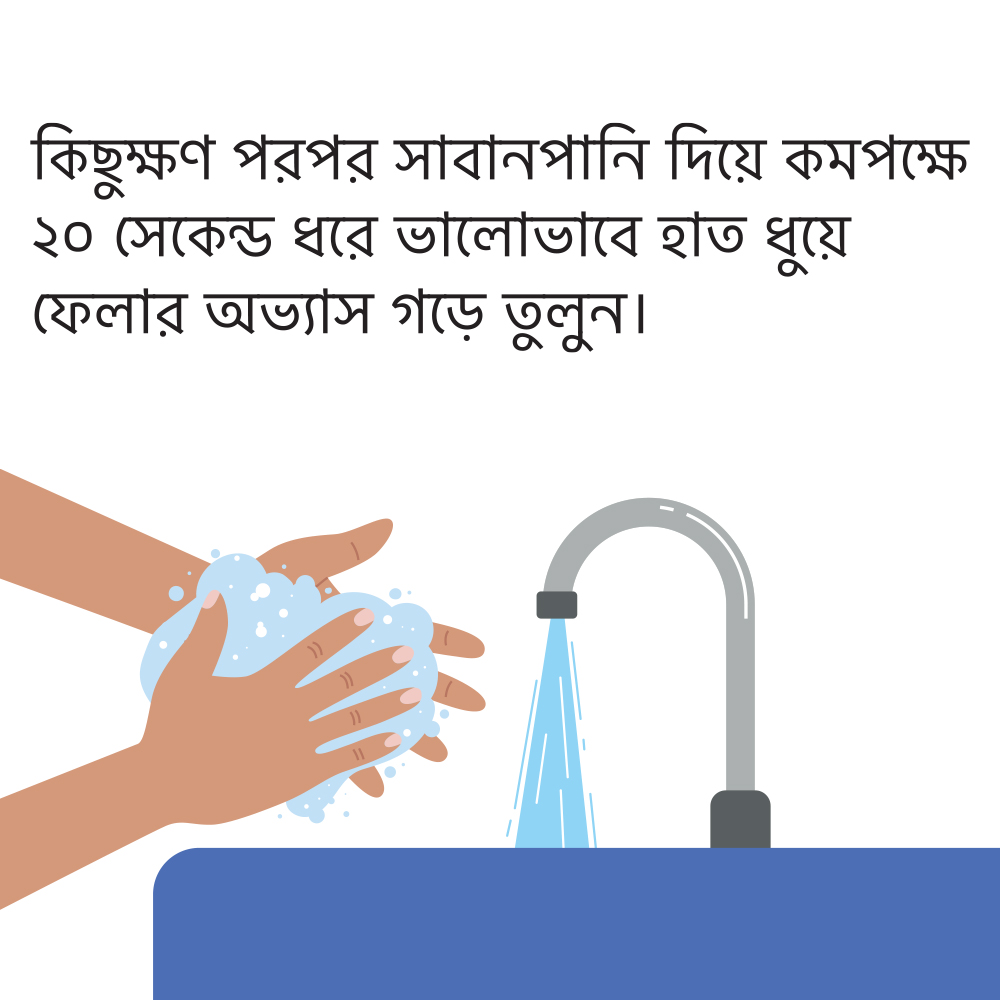 কিছুক্ষণ পরপর সাবানপানি দিয়ে কমপক্ষে
২০ সেকেন্ড ধরে ভালোভাবে হাত ধুয়ে
ফেলার অভ্যাস গড়ে তুলুন।